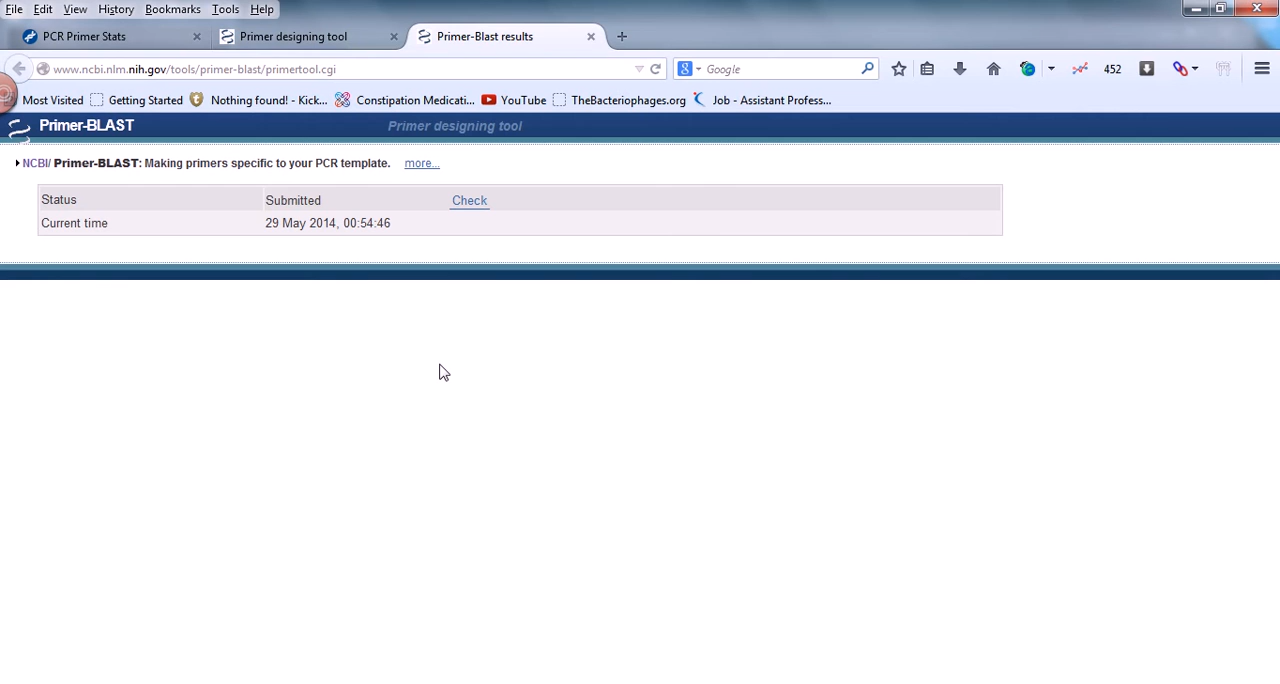 File Edit View History Bookmarks Tools Help
PCR Primer Stats × Primer designing tool × Primer-Blast results × +
www.ncbi.nlm.nih.gov/tools/primer-blast/primertool.cgi Google 452
Most Visited Getting Started Nothing found! - Kick... Constipation Medicati... YouTube TheBacteriophages.org Job - Assistant Profess...
Primer-BLAST Primer designing tool
NCBI/ Primer-BLAST: Making primers specific to your PCR template. more...
Status Submitted Check
Current time 29 May 2014, 00:54:46